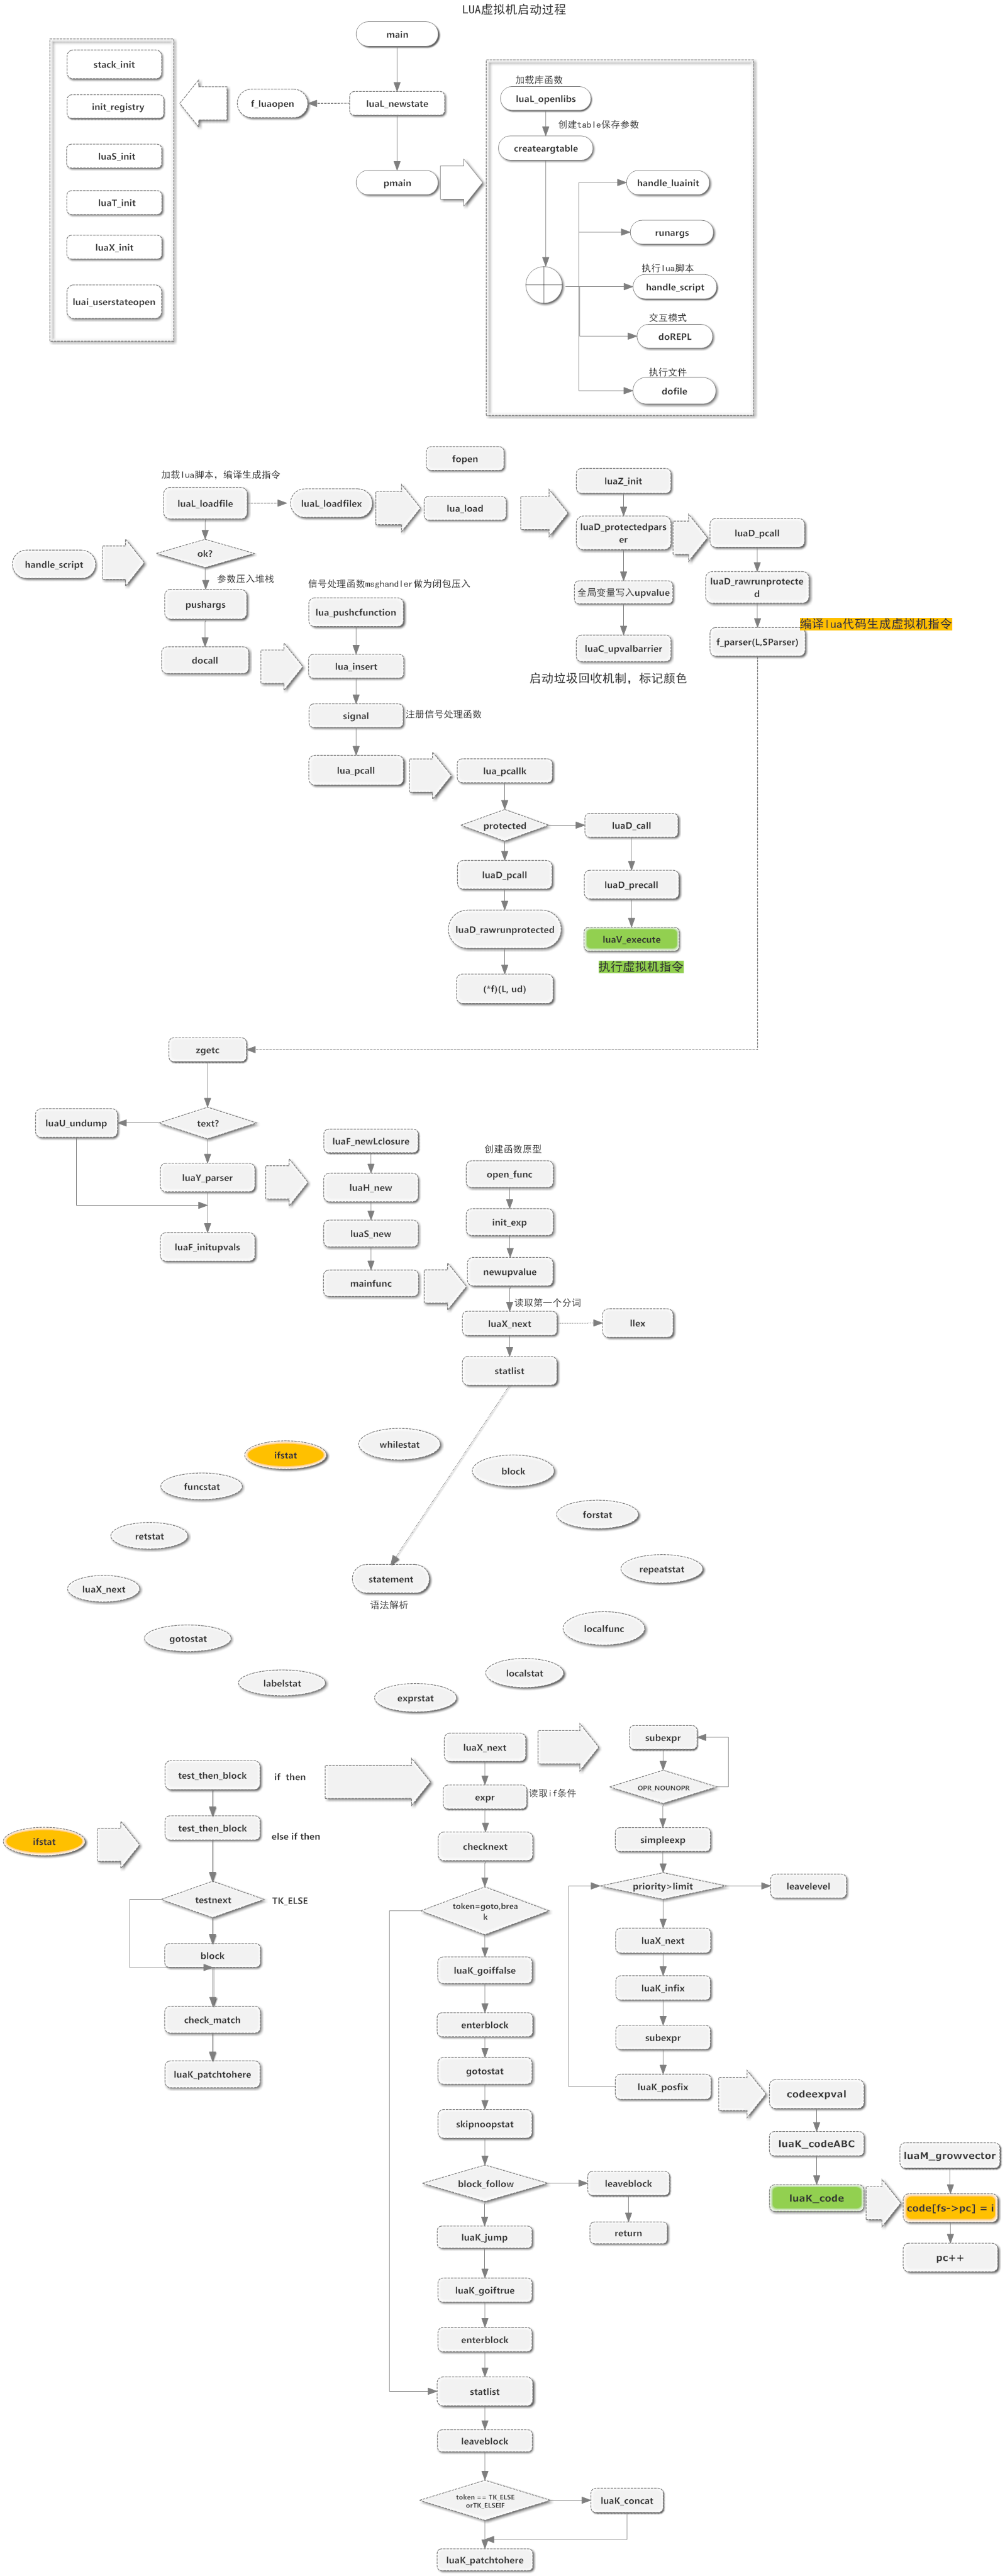 LUA虚拟机启动过程
main
luaL_newstate
f_luaopen
pmain
stack_init
init_registry
luaS_init
luaT_init
luaX_init
luai_userstateopen
加载库函数
luaL_openlibs
创建table保存参数
createargtable
handle_luainit
runargs
执行lua脚本
handle_script
交互模式
doREPL
执行文件
dofile
handle_script
加载lua脚本，编译生成指令
luaL_loadfile
ok?
参数压入堆栈
pushargs
docall
luaL_loadfilex
fopen
lua_load
luaZ_init
luaD_protectedpars
er
全局变量写入upvalue
luaC_upvalbarrier
启动垃圾回收机制，标记颜色
luaD_pcall
luaD_rawrunprotecte
d
编译lua代码生成虚拟机指令
f_parser(L,SParser)
信号处理函数msghandler做为闭包压入
lua_pushcfunction
lua_insert
signal
注册信号处理函数
lua_pcall
lua_pcallk
protected
luaD_pcall
luaD_rawrunprotected
(*f)(L, ud)
luaD_call
luaD_precall
luaV_execute
执行虚拟机指令
zgetc
text?
luaU_undump
luaY_parser
luaF_initupvals
luaF_newLclosure
luaH_new
luaS_new
mainfunc
创建函数原型
open_func
init_exp
newupvalue
读取第一个分词
luaX_next
llex
statlist
whilestat
ifstat
block
funcstat
forstat
retstat
repeatstat
statement
luaX_next
语法解析
localfunc
gotostat
localstat
labelstat
exprstat
ifstat
test_then_block
if then
test_then_block
else if then
testnext
TK_ELSE
block
check_match
luaK_patchtohere
luaX_next
expr
读取if条件
checknext
token=goto,brea
k
luaK_goiffalse
enterblock
gotostat
skipnoopstat
block_follow
leaveblock
return
luaK_jump
luaK_goiftrue
enterblock
statlist
leaveblock
token == TK_ELSE
orTK_ELSEIF
luaK_concat
luaK_patchtohere
subexpr
OPR_NOUNOPR
simpleexp
priority>limit
leavelevel
luaX_next
luaK_infix
subexpr
luaK_posfix
codeexpval
luaK_codeABC
luaK_code
luaM_growvector
code[fs->pc] = i
pc++